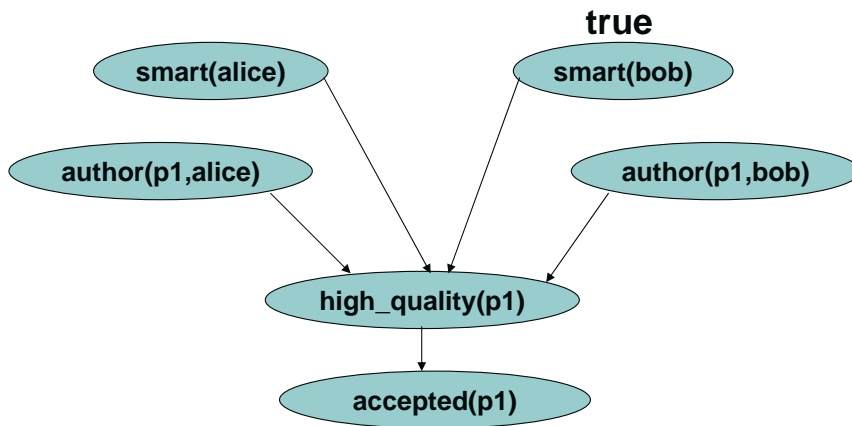 true
smart(alice)
smart(bob)
author(p1,alice)
author(p1,bob)
high_quality(p1)
accepted(p1)